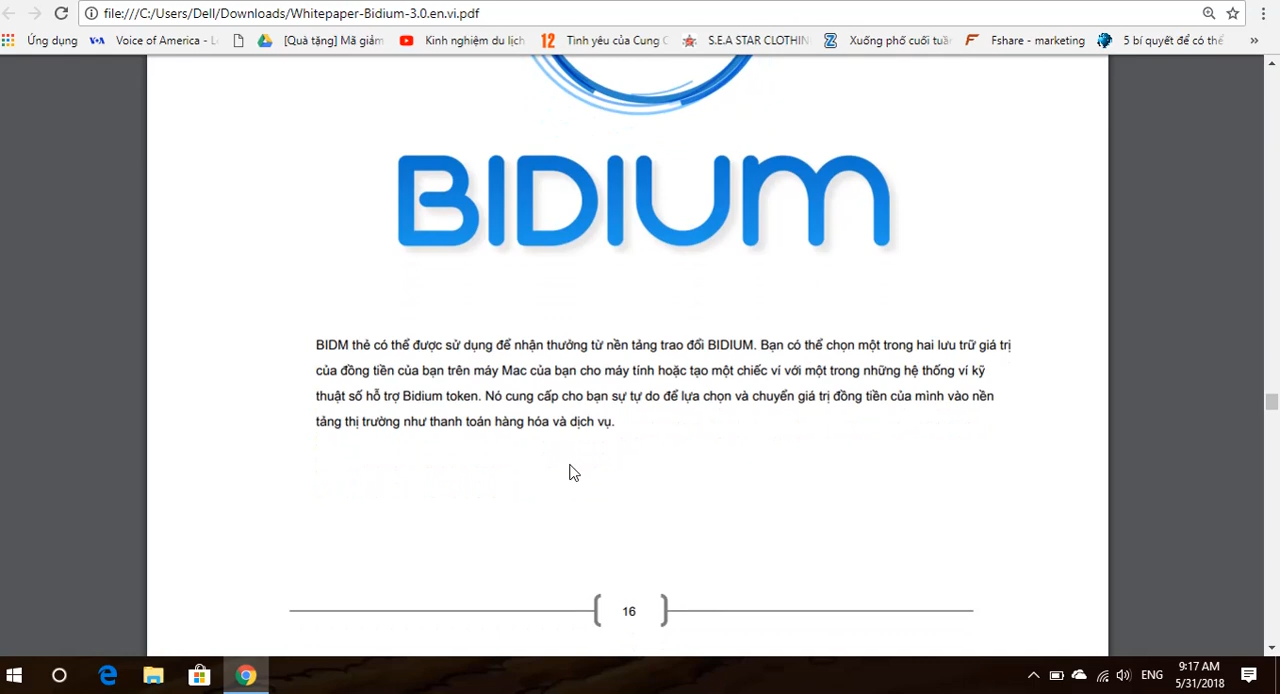 file:///C:/Users/Dell/Downloads/Whitepaper-Bidium-3.0.en.vi.pdf
Ứng dụng VOA Voice of America - L [Quà tặng] Mã giảm Kinh nghiệm du lịch 12 Tình yêu của Cung S.E.A STAR CLOTHIN Z Xuống phố cuối tuần F Fshare - marketing 5 bí quyết để có thể »
BIDIUM
BIDM thẻ có thể được sử dụng để nhận thưởng từ nền tảng trao đổi BIDIUM. Bạn có thể chọn một trong hai lưu trữ giá trị
của đồng tiền của bạn trên máy Mac của bạn cho máy tính hoặc tạo một chiếc ví với một trong những hệ thống ví kỹ
thuật số hỗ trợ Bidium token. Nó cung cấp cho bạn sự tự do để lựa chọn và chuyển giá trị đồng tiền của mình vào nền
tảng thị trường như thanh toán hàng hóa và dịch vụ.
16
ENG
9:17 AM
5/31/2018